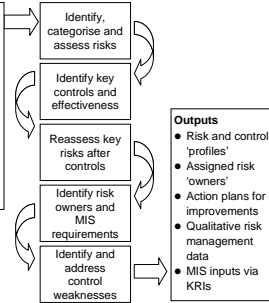 Identify,
categorise and
assess risks
Identify key
controls and
effectiveness
Reassess key
risks after
controls
Identify risk
owners and
MIS
requirements
Identify and
address
control
weaknesses
Outputs
• Risk and control
‘profiles’
• Assigned risk
‘owners’
• Action plans for
improvements
• Qualitative risk
management
data
• MIS inputs via
KRIs